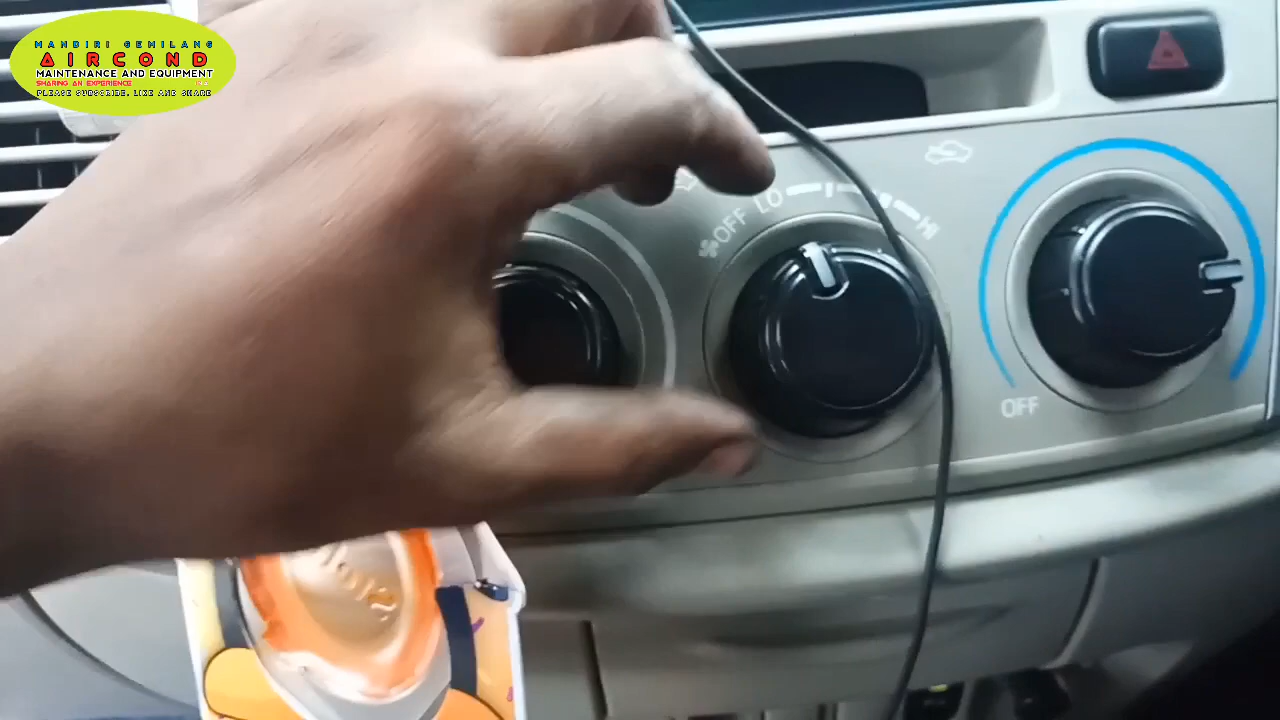 MANDIRI GEMILANG
AIRCOND
MAINTENANCE AND EQUIPMENT
SHARING AN EXPERIENCE
PLEASE SUBSCRIBE, LIKE AND SHARE
OFF LO HI
OFF